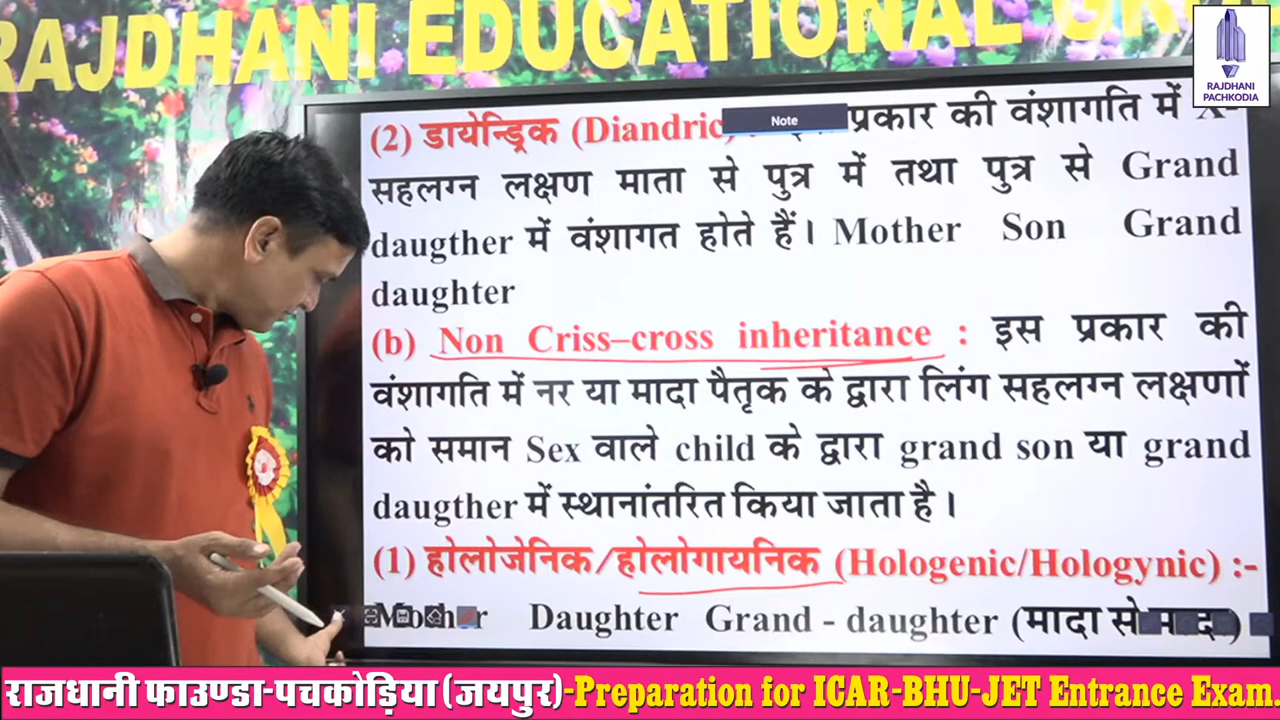 RAJDHANI EDUCATIONAL
RAJDHANI
PACHKODIA
Note
(2) डायेन्ड्रिक (Diandric) प्रकार की वंशागति में X-
सहलग्न लक्षण माता से पुत्र में तथा पुत्र से Grand
daugther में वंशागत होते हैं। Mother Son Grand
daughter
(b) Non Criss–cross inheritance : इस प्रकार की
वंशागति में नर या मादा पैतृक के द्वारा लिंग सहलग्न लक्षणों
को समान Sex वाले child के द्वारा grand son या grand
daugther में स्थानांतरित किया जाता है।
(1) होलोजेनिक/होलोगायनिक (Hologenic/Hologynic) :-
Mother Daughter Grand - daughter (मादा से
राजधानी फाउण्डा-पचकोड़िया (जयपुर)-Preparation for ICAR-BHU-JET Entrance Exam.